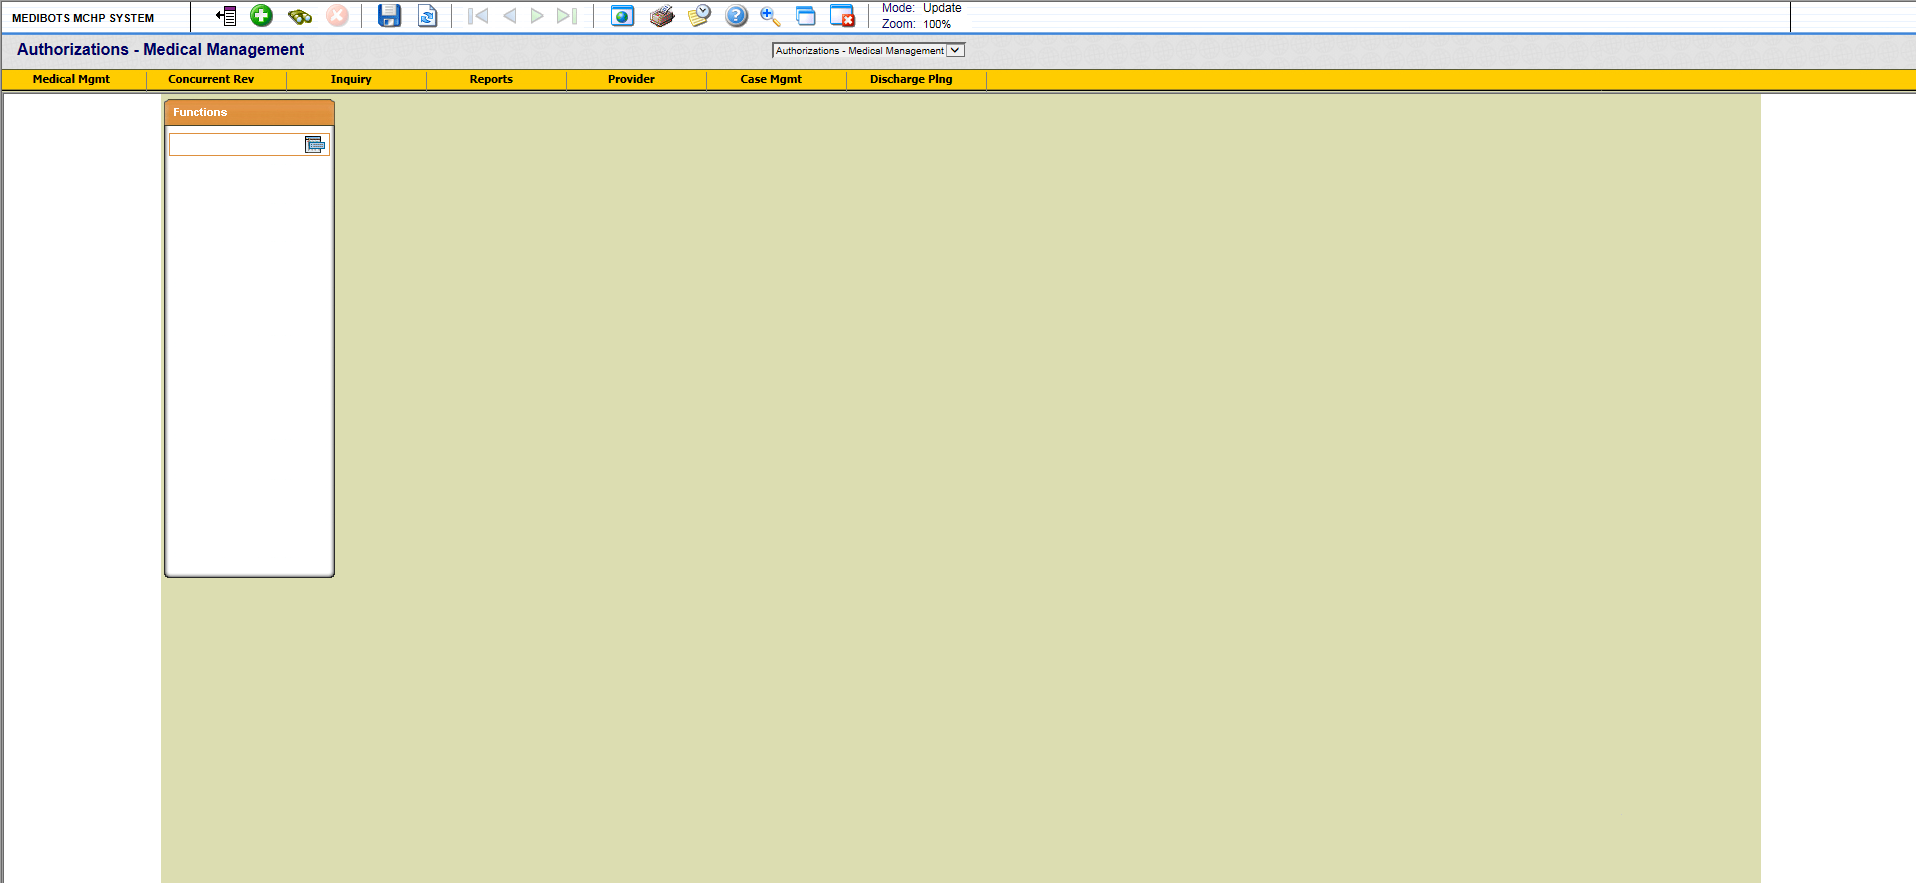 MEDIBOTS MCHP SYSTEM
Mode: Update
Zoom: 100%
Authorizations - Medical Management
Authorizations - Medical Management
Medical Mgmt Concurrent Rev Inquiry Reports Provider Case Mgmt Discharge Plng
Functions